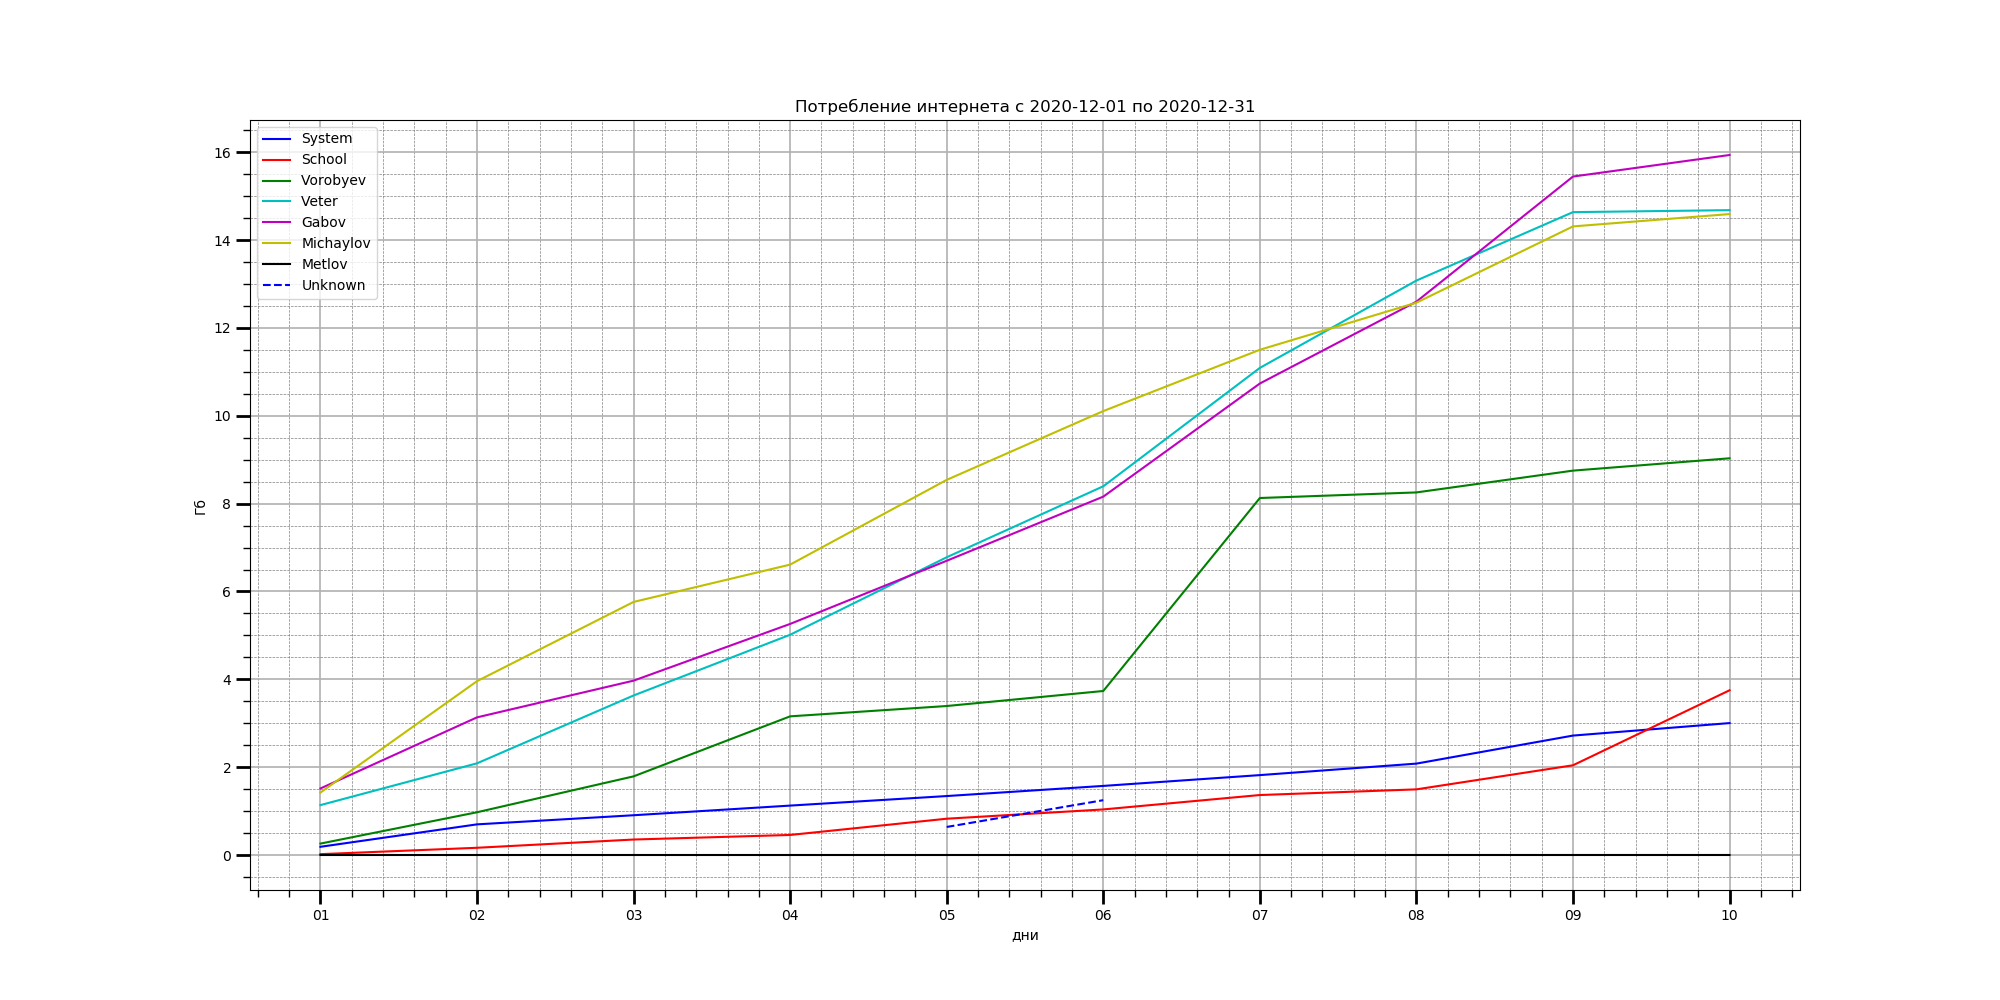 Потребление интернета с 2020-12-01 по 2020-12-31
System
School
Vorobyev
Veter
Gabov
Michaylov
Metlov
Unknown
16
14
12
10
8
6
4
2
0
Гб
01 02 03 04 05 06 07 08 09 10
дни